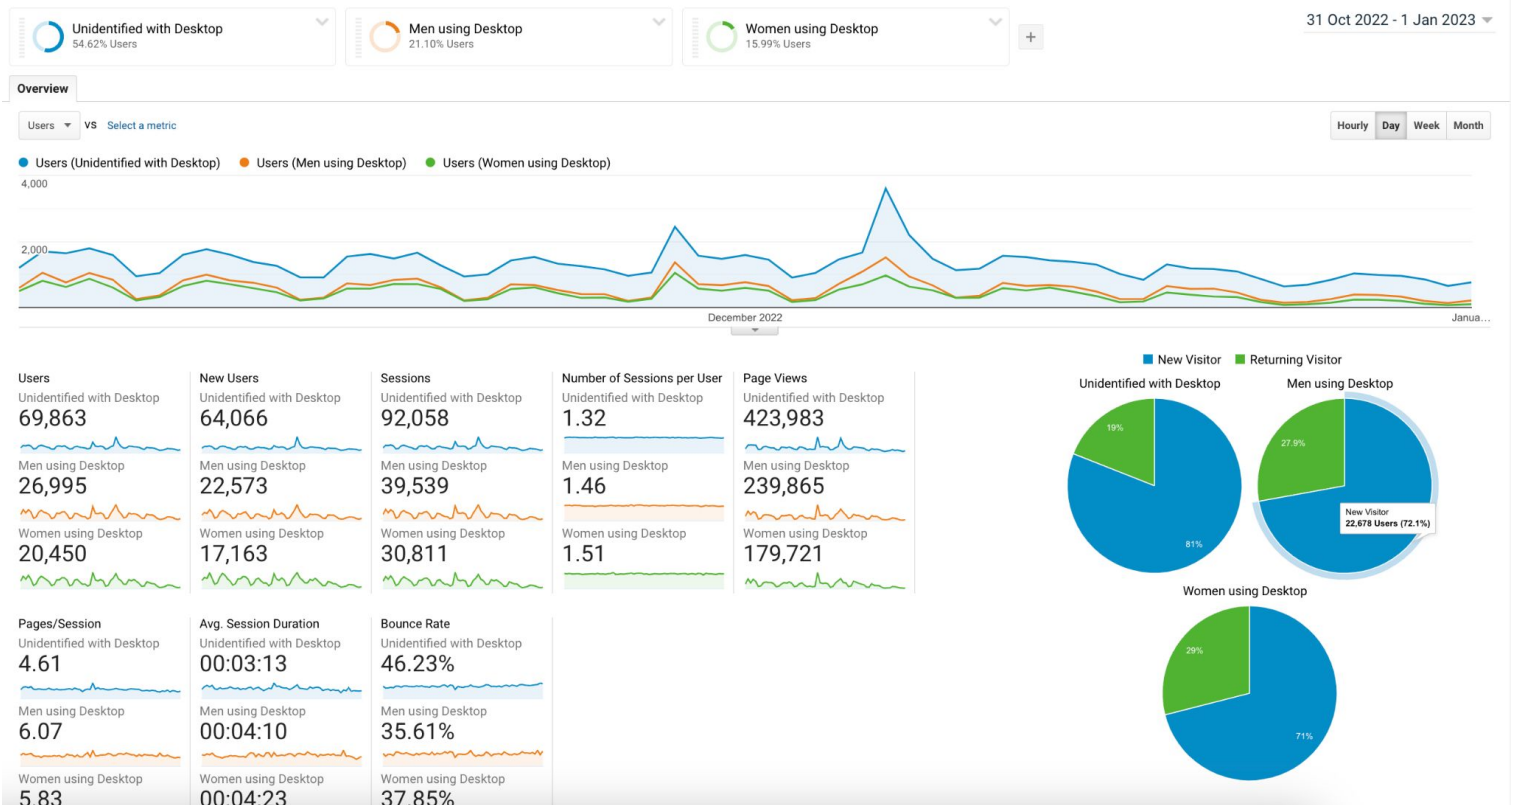 Unidentified with Desktop
54.62% Users
Men using Desktop
21.10% Users
Women using Desktop
15.99% Users
+
31 Oct 2022 - 1 Jan 2023
Overview
Users VS Select a metric
Hourly Day Week Month
Users (Unidentified with Desktop) Users (Men using Desktop) Users (Women using Desktop)
4,000
2,000
December 2022
Janua...
Users
Unidentified with Desktop
69,863
Men using Desktop
26,995
Women using Desktop
20,450
New Users
Unidentified with Desktop
64,066
Men using Desktop
22,573
Women using Desktop
17,163
Sessions
Unidentified with Desktop
92,058
Men using Desktop
39,539
Women using Desktop
30,811
Number of Sessions per User
Unidentified with Desktop
1.32
Men using Desktop
1.46
Women using Desktop
1.51
Page Views
Unidentified with Desktop
423,983
Men using Desktop
239,865
Women using Desktop
179,721
Pages/Session
Unidentified with Desktop
4.61
Men using Desktop
6.07
Women using Desktop
5.83
Avg. Session Duration
Unidentified with Desktop
00:03:13
Men using Desktop
00:04:10
Women using Desktop
00:04:23
Bounce Rate
Unidentified with Desktop
46.23%
Men using Desktop
35.61%
Women using Desktop
37.85%
New Visitor Returning Visitor
Unidentified with Desktop
19%
81%
Men using Desktop
27.9%
New Visitor
22,678 Users (72.1%)
Women using Desktop
29%
71%